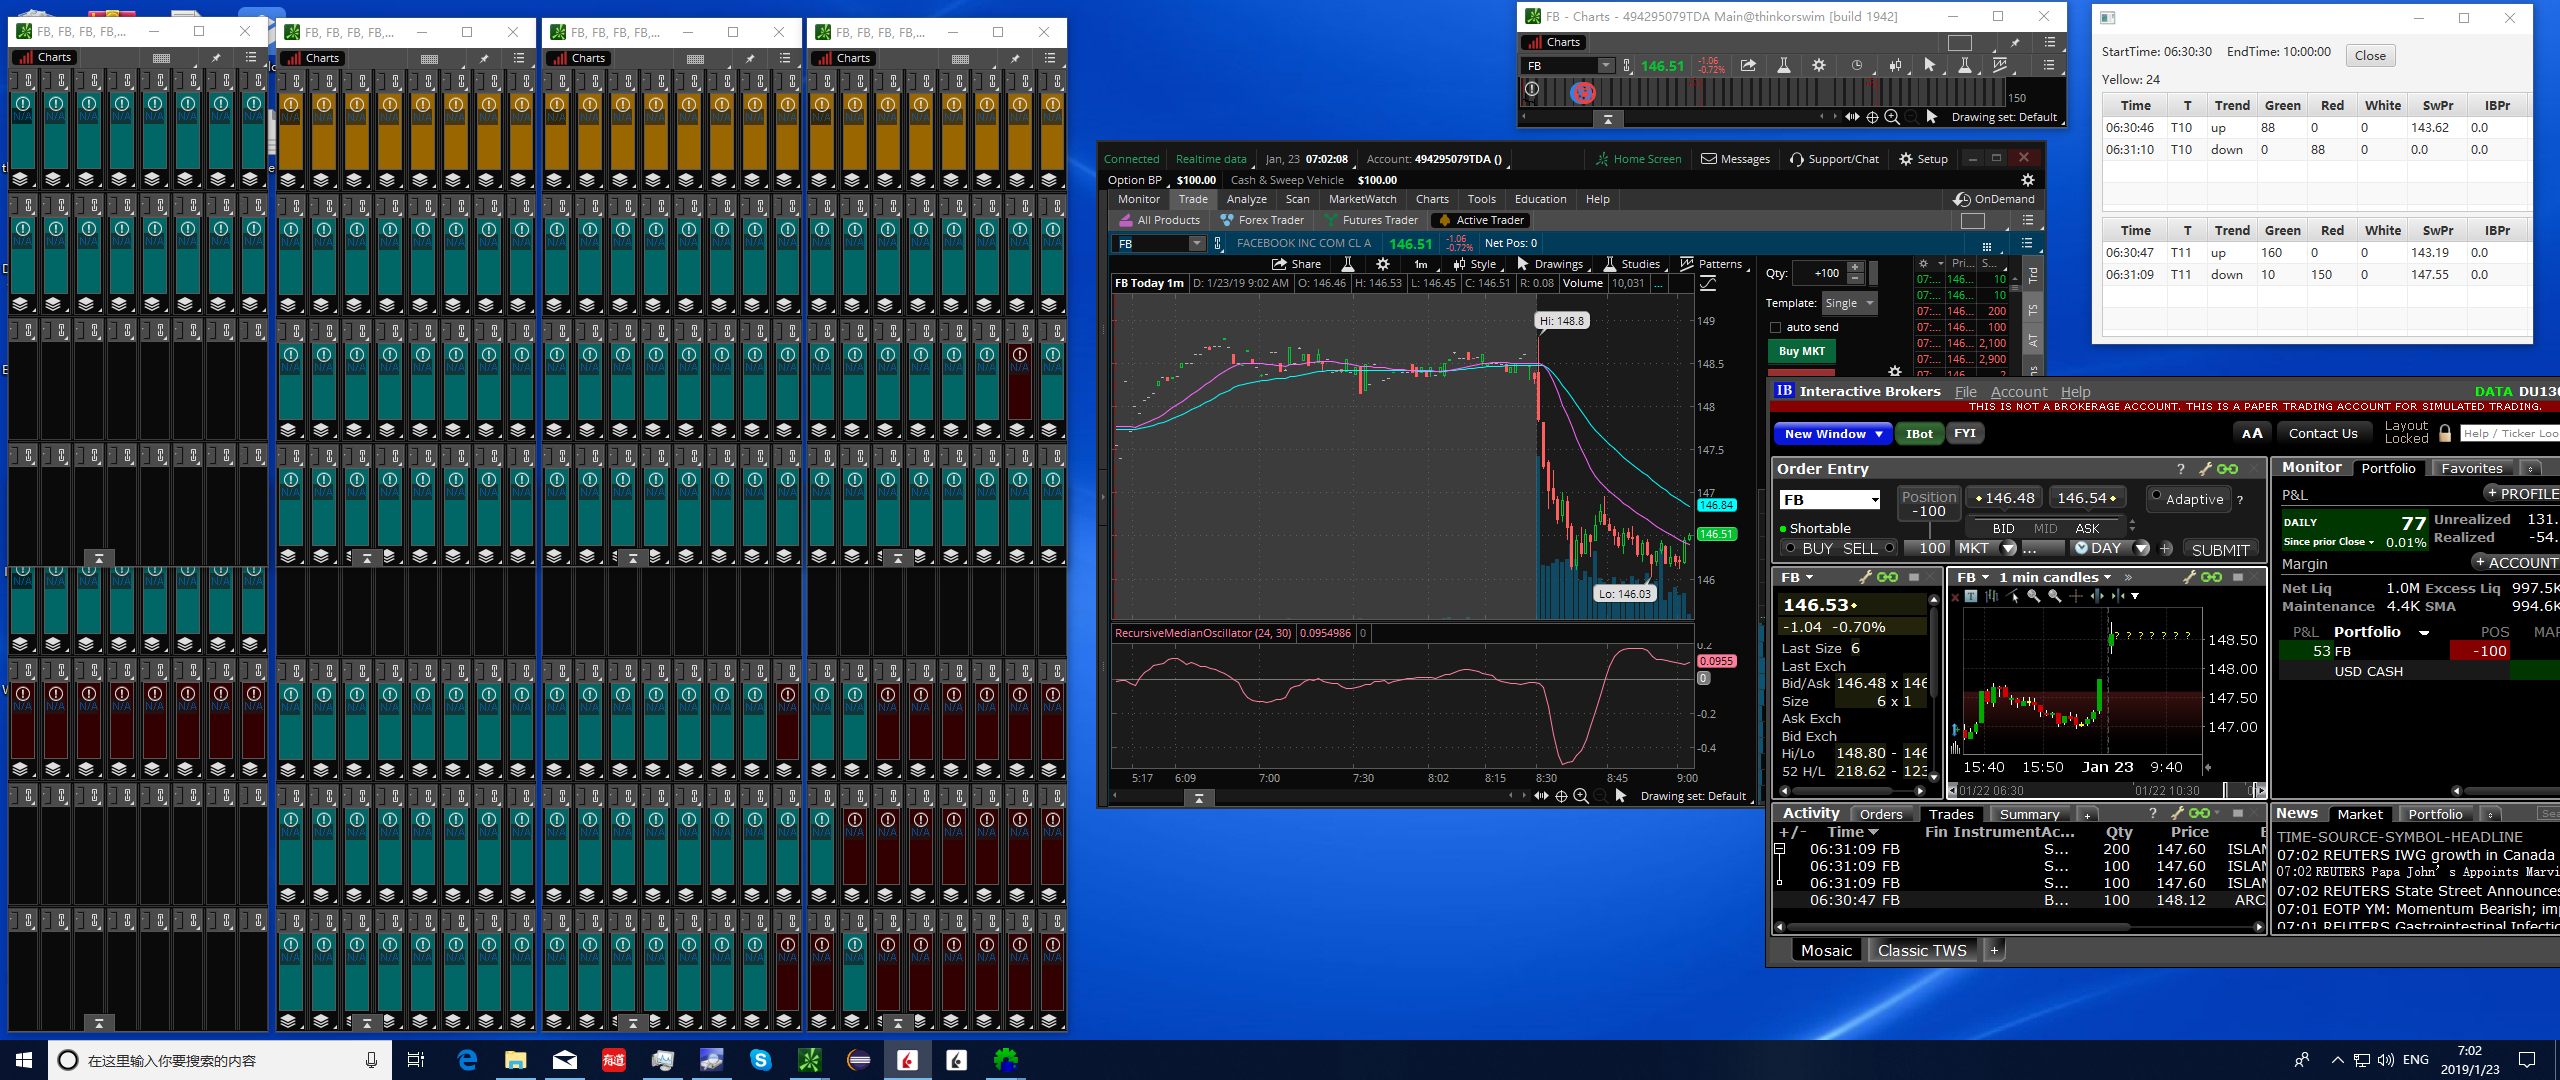 FB, FB, FB, FB,...
Charts
FB, FB, FB, FB,...
Charts
FB, FB, FB, FB,...
Charts
FB, FB, FB, FB,...
Charts
N/A
FB - Charts - 494295079TDA Main@thinkorswim [build 1942]
Charts
FB 146.51 -1.06 -0.72%
150
Drawing set: Default
Connected Realtime data Jan, 23 07:02:08 Account: 494295079TDA () Home Screen Messages Support/Chat Setup
Option BP $100.00 Cash & Sweep Vehicle $100.00
Monitor Trade Analyze Scan MarketWatch Charts Tools Education Help OnDemand
All Products Forex Trader Futures Trader Active Trader
FB FACEBOOK INC COM CL A 146.51 -1.06 -0.72% Net Pos: 0
Share 1m Style Drawings Studies Patterns
FB Today 1m D: 1/23/19 9:02 AM O: 146.46 H: 146.53 L: 146.45 C: 146.51 R: 0.08 Volume 10,031 ...
Hi: 148.8
149
148.5
148
147.5
147
146.84
146.51
146
Lo: 146.03
RecursiveMedianOscillator (24, 30) 0.0954986 0
0.2
0.0955
0
-0.2
-0.4
5:17 6:09 7:00 7:30 8:02 8:15 8:30 8:45 9:00
Drawing set: Default
Qty: +100
Template: Single
auto send
Buy MKT
Pri... S...
07:... 146... 10
07:... 146... 10
07:... 146... 200
07:... 146... 100
07:... 146... 2,100
07:... 146... 2,900
Trd
TS
AT
StartTime: 06:30:30 EndTime: 10:00:00 Close
Yellow: 24
Time T Trend Green Red White SwPr IBPr
06:30:46 T10 up 88 0 0 143.62 0.0
06:31:10 T10 down 0 88 0 0.0 0.0
Time T Trend Green Red White SwPr IBPr
06:30:47 T11 up 160 0 0 143.19 0.0
06:31:09 T11 down 10 150 0 147.55 0.0
IB Interactive Brokers File Account Help DATA DU130
THIS IS NOT A BROKERAGE ACCOUNT. THIS IS A PAPER TRADING ACCOUNT FOR SIMULATED TRADING.
New Window IBot FYI AA Contact Us Layout Locked Help / Ticker Loo
Order Entry ?
FB Position -100 146.48 146.54 Adaptive ?
Shortable BID MID ASK
BUY SELL 100 MKT ... DAY + SUBMIT
FB
146.53
-1.04 -0.70%
Last Size 6
Last Exch
Bid/Ask 146.48 x 146
Size 6 x 1
Ask Exch
Bid Exch
Hi/Lo 148.80 - 146
52 H/L 218.62 - 123
FB 1 min candles »
? ? ? ? ? ? ?
148.50
148.00
147.50
147.00
15:40 15:50 Jan 23 9:40
01/22 06:30 01/22 10:30
Monitor Portfolio Favorites
P&L + PROFILE
DAILY 77 Unrealized 131.
Since prior Close 0.01% Realized -54.
Margin + ACCOUNT
Net Liq 1.0M Excess Liq 997.5K
Maintenance 4.4K SMA 994.6K
P&L Portfolio POS
53 FB -100
USD CASH
Activity Orders Trades Summary + ?
+/- Time Fin Instrument Ac... Qty Price
06:31:09 FB S... 200 147.60 ISLAN
06:31:09 FB S... 100 147.60 ISLAN
06:31:09 FB S... 100 147.60 ISLAN
06:30:47 FB B... 100 148.12 ARC
News Market Portfolio
TIME-SOURCE-SYMBOL-HEADLINE
07:02 REUTERS IWG growth in Canada
07:02 REUTERS Papa John's Appoints Marvi
07:02 REUTERS State Street Announces
07:01 EOTP YM: Momentum Bearish; imp
07:01 REUTERS Gastrointestinal Infectio
Mosaic Classic TWS +
在这里输入你要搜索的内容
有道
ENG
7:02
2019/1/23